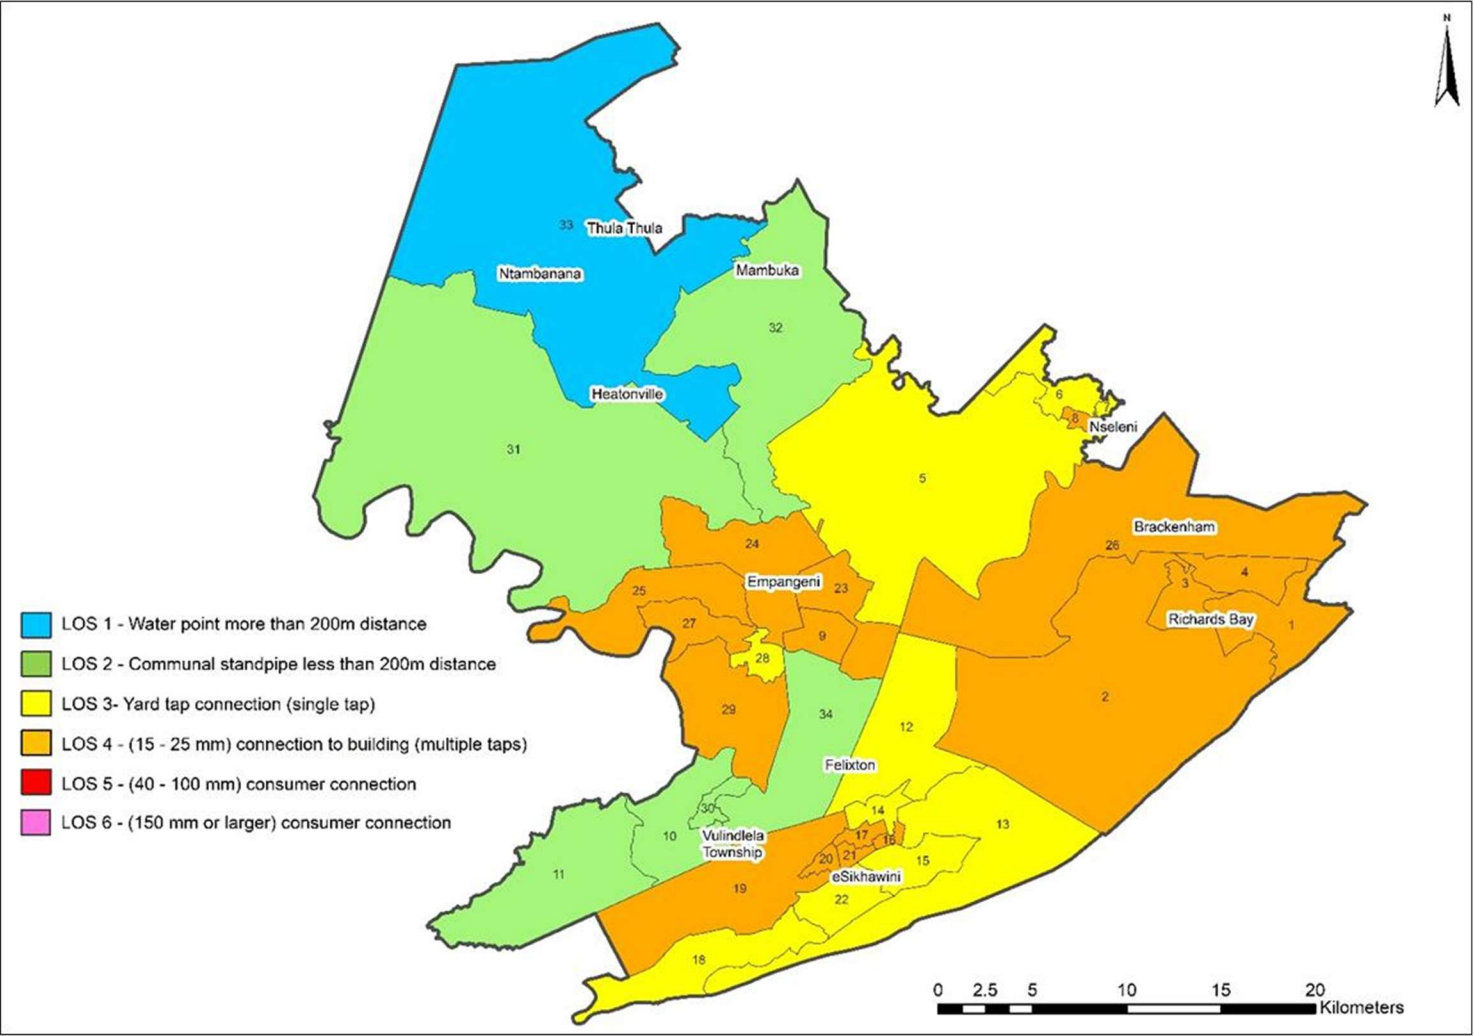 N
33
Thula Thula
Ntambanana
Mambuka
32
Heatonville
6
8
Nseleni
31
5
Brackenham
24
26
Empangeni
23
4
3
25
27
9
Richards Bay
1
28
2
29
34
12
Felixton
30
14
13
10
Vulindlela
Township
17
16
20
21
15
11
eSikhawini
19
22
18
LOS 1 - Water point more than 200m distance
LOS 2 - Communal standpipe less than 200m distance
LOS 3- Yard tap connection (single tap)
LOS 4 - (15 - 25 mm) connection to building (multiple taps)
LOS 5 - (40 - 100 mm) consumer connection
LOS 6 - (150 mm or larger) consumer connection
0 2.5 5 10 15 20
Kilometers